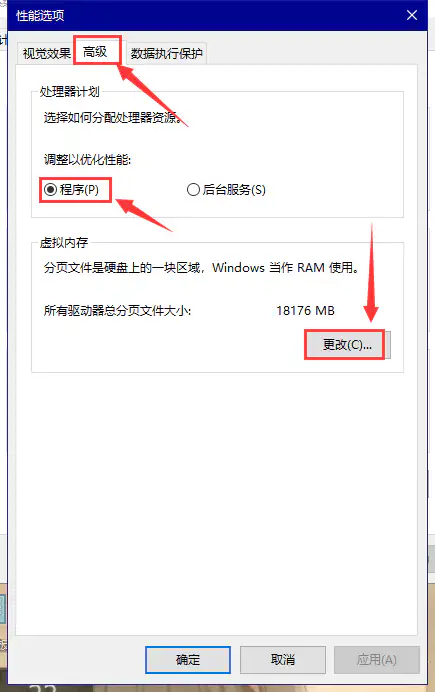 性能选项
视觉效果 高级 数据执行保护
处理器计划
选择如何分配处理器资源。
调整以优化性能:
程序(P) 后台服务(S)
虚拟内存
分页文件是硬盘上的一块区域，Windows 当作 RAM 使用。
所有驱动器总分页文件大小: 18176 MB
更改(C)...
确定 取消 应用(A)